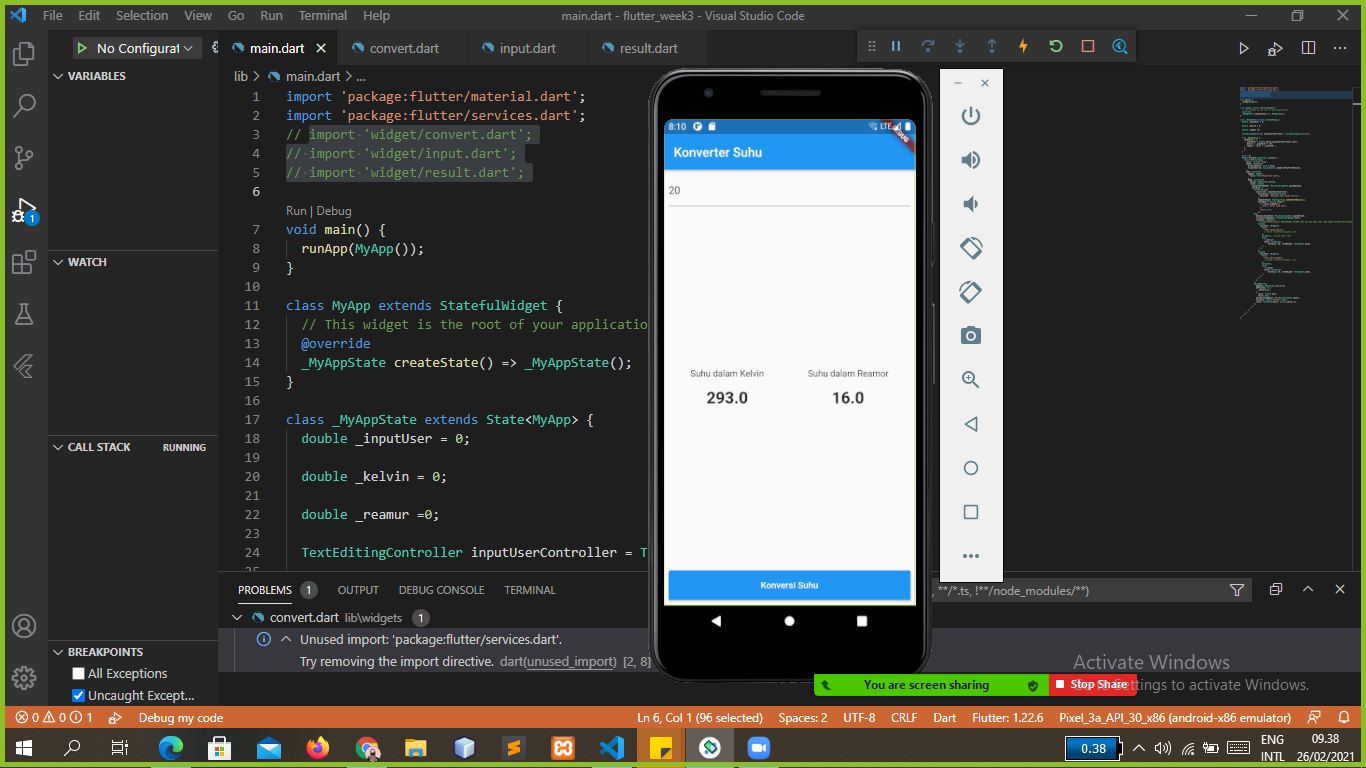 File Edit Selection View Go Run Terminal Help
main.dart - flutter_week3 - Visual Studio Code
No Configurat
main.dart
convert.dart
input.dart
result.dart
VARIABLES
WATCH
CALL STACK
RUNNING
BREAKPOINTS
All Exceptions
Uncaught Except...
1
lib > main.dart > ...
1 import 'package:flutter/material.dart';
2 import 'package:flutter/services.dart';
3 // import 'widget/convert.dart';
4 // import 'widget/input.dart';
5 // import 'widget/result.dart';
6
Run | Debug
7 void main() {
8 runApp(MyApp());
9 }
10
11 class MyApp extends StatefulWidget {
12 // This widget is the root of your applicatio
13 @override
14 _MyAppState createState() => _MyAppState();
15 }
16
17 class _MyAppState extends State<MyApp> {
18 double _inputUser = 0;
19
20 double _kelvin = 0;
21
22 double _reamur =0;
23
24 TextEditingController inputUserController = T
25
8:10
LTE
DEBUG
Konverter Suhu
20
Suhu dalam Kelvin
293.0
Suhu dalam Reamor
16.0
Konversi Suhu
PROBLEMS 1 OUTPUT DEBUG CONSOLE TERMINAL
, **/*.ts, !**/node_modules/**)
convert.dart lib\widgets 1
Unused import: 'package:flutter/services.dart'.
Try removing the import directive. dart(unused_import) [2, 8]
Activate Windows
Settings to activate Windows.
You are screen sharing
Stop Share
0 0 1
Debug my code
Ln 6, Col 1 (96 selected)
Spaces: 2
UTF-8
CRLF
Dart
Flutter: 1.22.6
Pixel_3a_API_30_x86 (android-x86 emulator)
0.38
ENG
INTL
09.38
26/02/2021